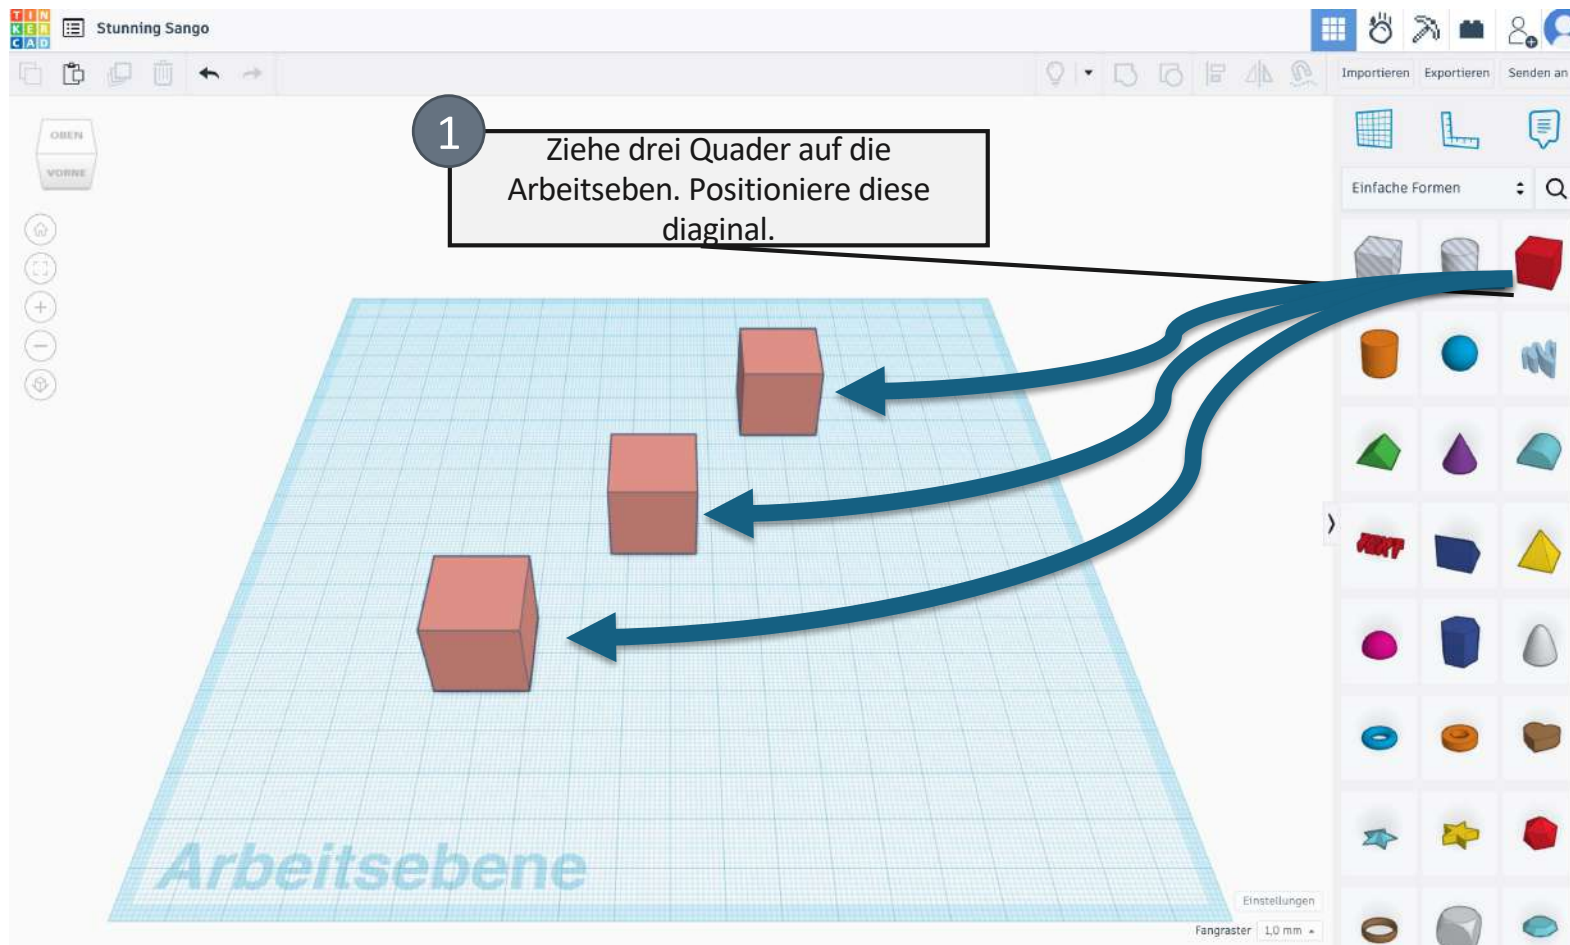 TIN
KER
CAD
Stunning Sango
Importieren Exportieren Senden an
OBEN
VORNE
1
Ziehe drei Quader auf die
Arbeitseben. Positioniere diese
diaginal.
Einfache Formen
TEXT
Arbeitsebene
Einstellungen
Fangraster 1,0 mm